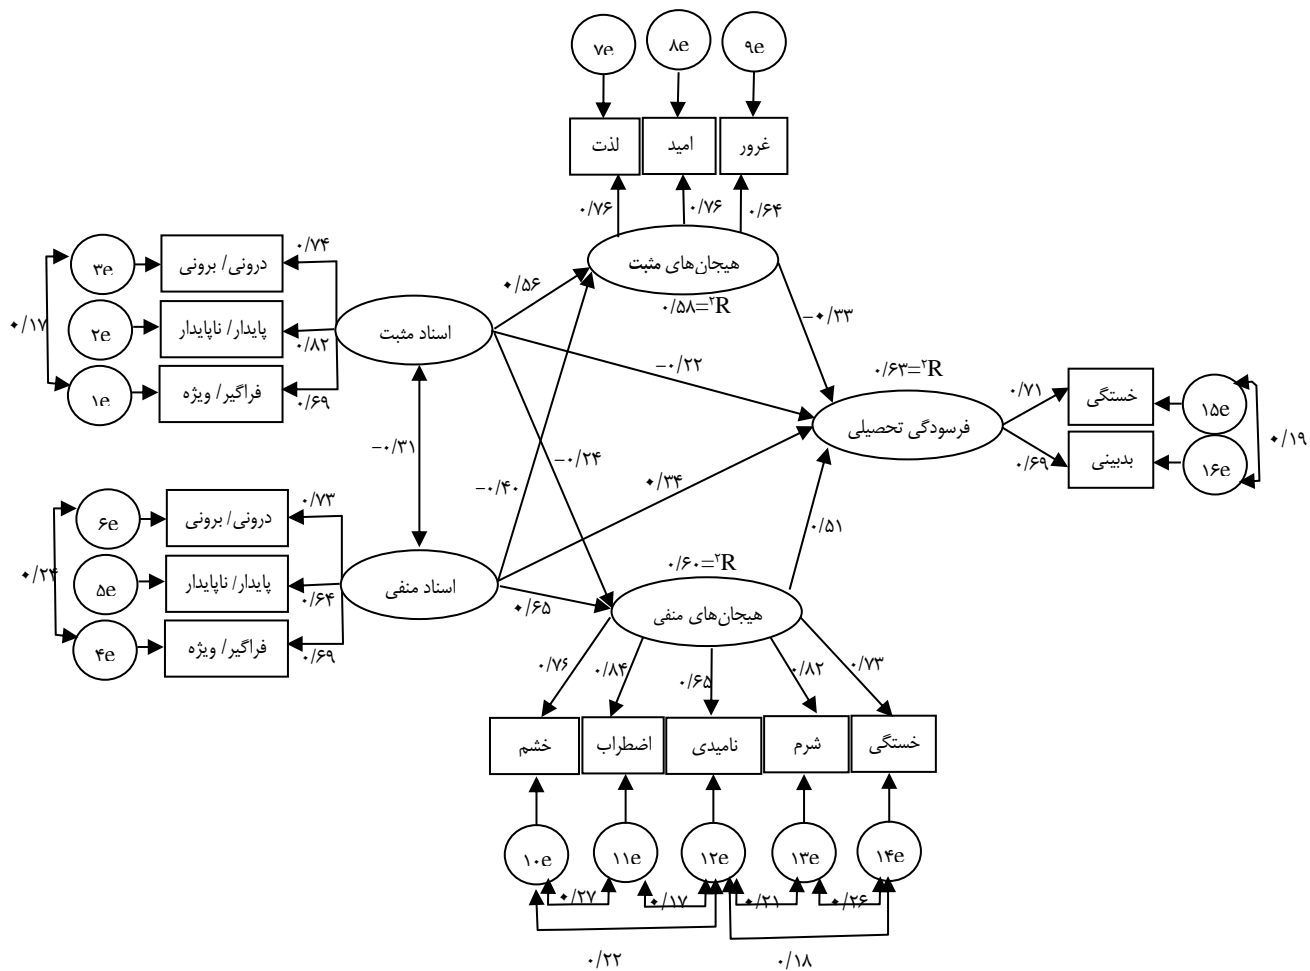 ۷e
۸e
۹e
لذت
امید
غرور
۰/۷۶
۰/۷۶
۰/۶۴
هیجان‌های مثبت
۰/۵۸=²R
۳e
درونی/ برونی
۰/۷۴
۲e
پایدار/ ناپایدار
۰/۸۲
۱e
فراگیر/ ویژه
۰/۶۹
۰/۱۷
اسناد مثبت
۰/۵۶
-۰/۳۳
-۰/۲۲
-۰/۳۱
-۰/۲۴
-۰/۴۰
۰/۳۴
۰/۶۳=²R
فرسودگی تحصیلی
۰/۷۱
خستگی
۱۵e
۰/۶۹
بدبینی
۱۶e
۰/۱۹
۶e
درونی/ برونی
۰/۷۳
۵e
پایدار/ ناپایدار
۰/۶۴
۴e
فراگیر/ ویژه
۰/۶۹
۰/۲۴
اسناد منفی
۰/۶۵
۰/۵۱
۰/۶۰=²R
هیجان‌های منفی
۰/۷۶
۰/۸۴
۰/۶۵
۰/۸۲
۰/۷۳
خشم
اضطراب
نامیدی
شرم
خستگی
۱۰e
۱۱e
۱۲e
۱۳e
۱۴e
۰/۲۷
۰/۱۷
۰/۲۱
۰/۲۶
۰/۲۲
۰/۱۸